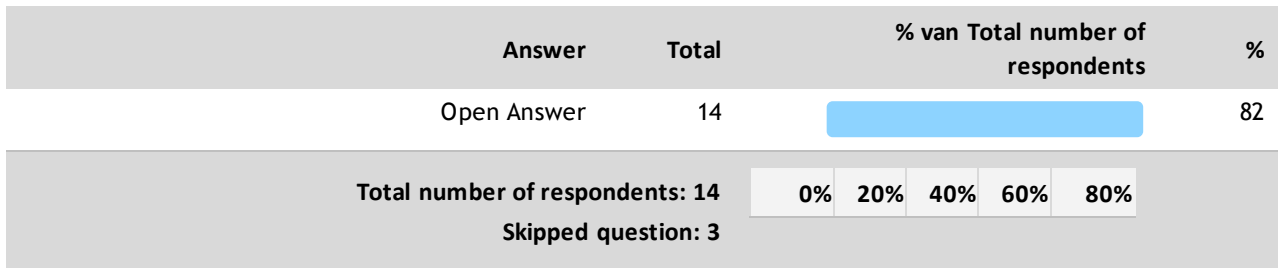 Answer Total % van Total number of respondents %
Open Answer 14 82
Total number of respondents: 14 0% 20% 40% 60% 80%
Skipped question: 3